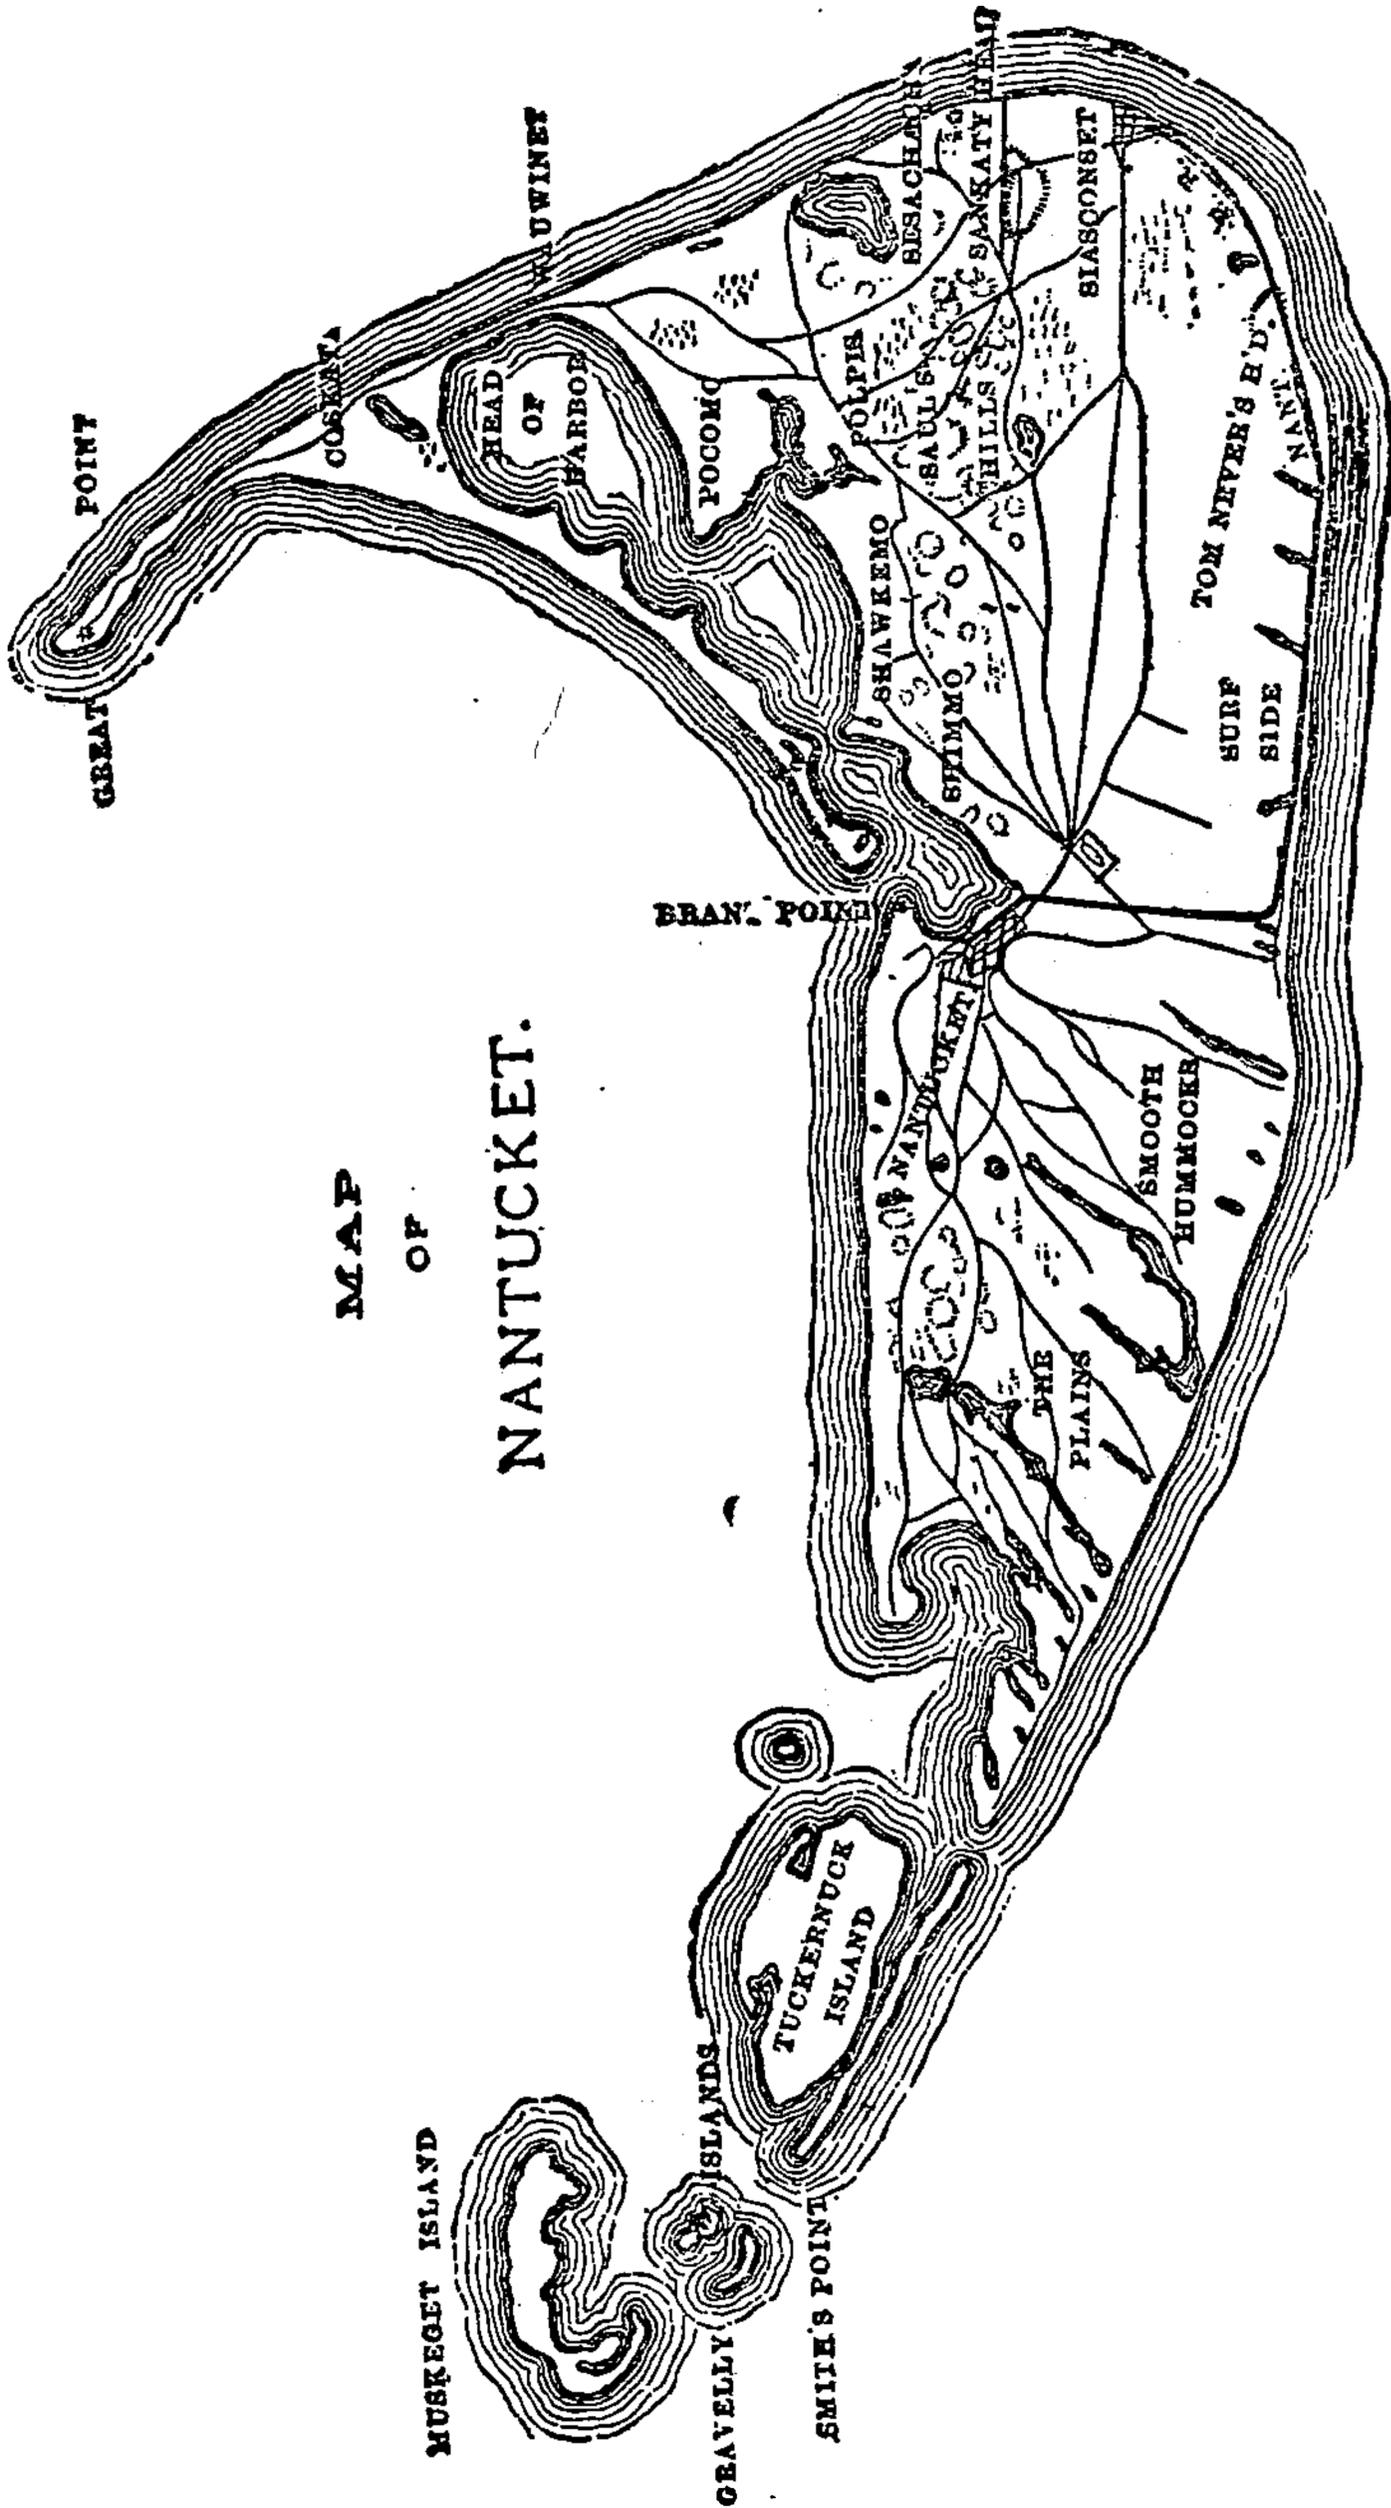 MAP
OF
NANTUCKET.
GREAT POINT
COSKATA
WAUWINET
HEAD
OF
HARBOR
POCOMO
POLPIS
SESACHACHA
SANKATY HEAD
SAUL'S
HILLS
SIASCONSET
SHAWKEMO
SHIMMO
TOM NEVER'S H'D.
NANT.
SURF
SIDE
BRANT POINT
NANTUCKET
SMOOTH
HUMMOCKS
THE
PLAINS
TUCKERNUCK
ISLAND
MUSKEGET ISLAND
GRAVELLY ISLANDS
SMITH'S POINT